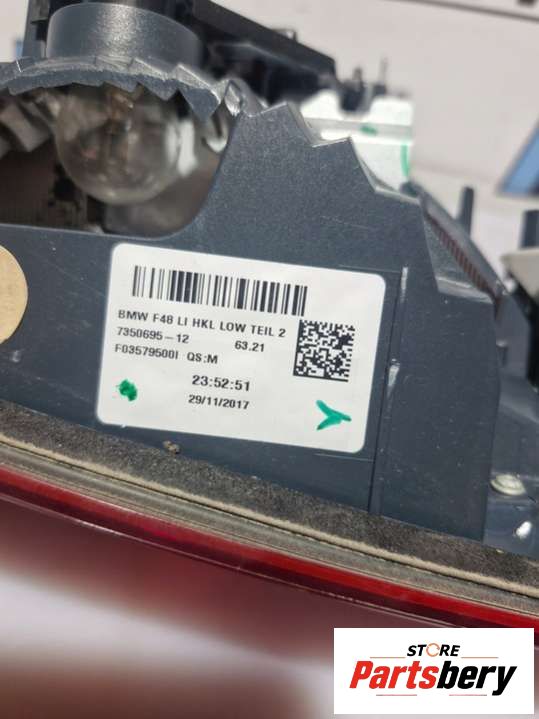 BMW F48 LI HKL LOW TEIL 2
7350695-12 63.21
F03579500I QS:M
23:52:51
29/11/2017
STORE
Partsbery